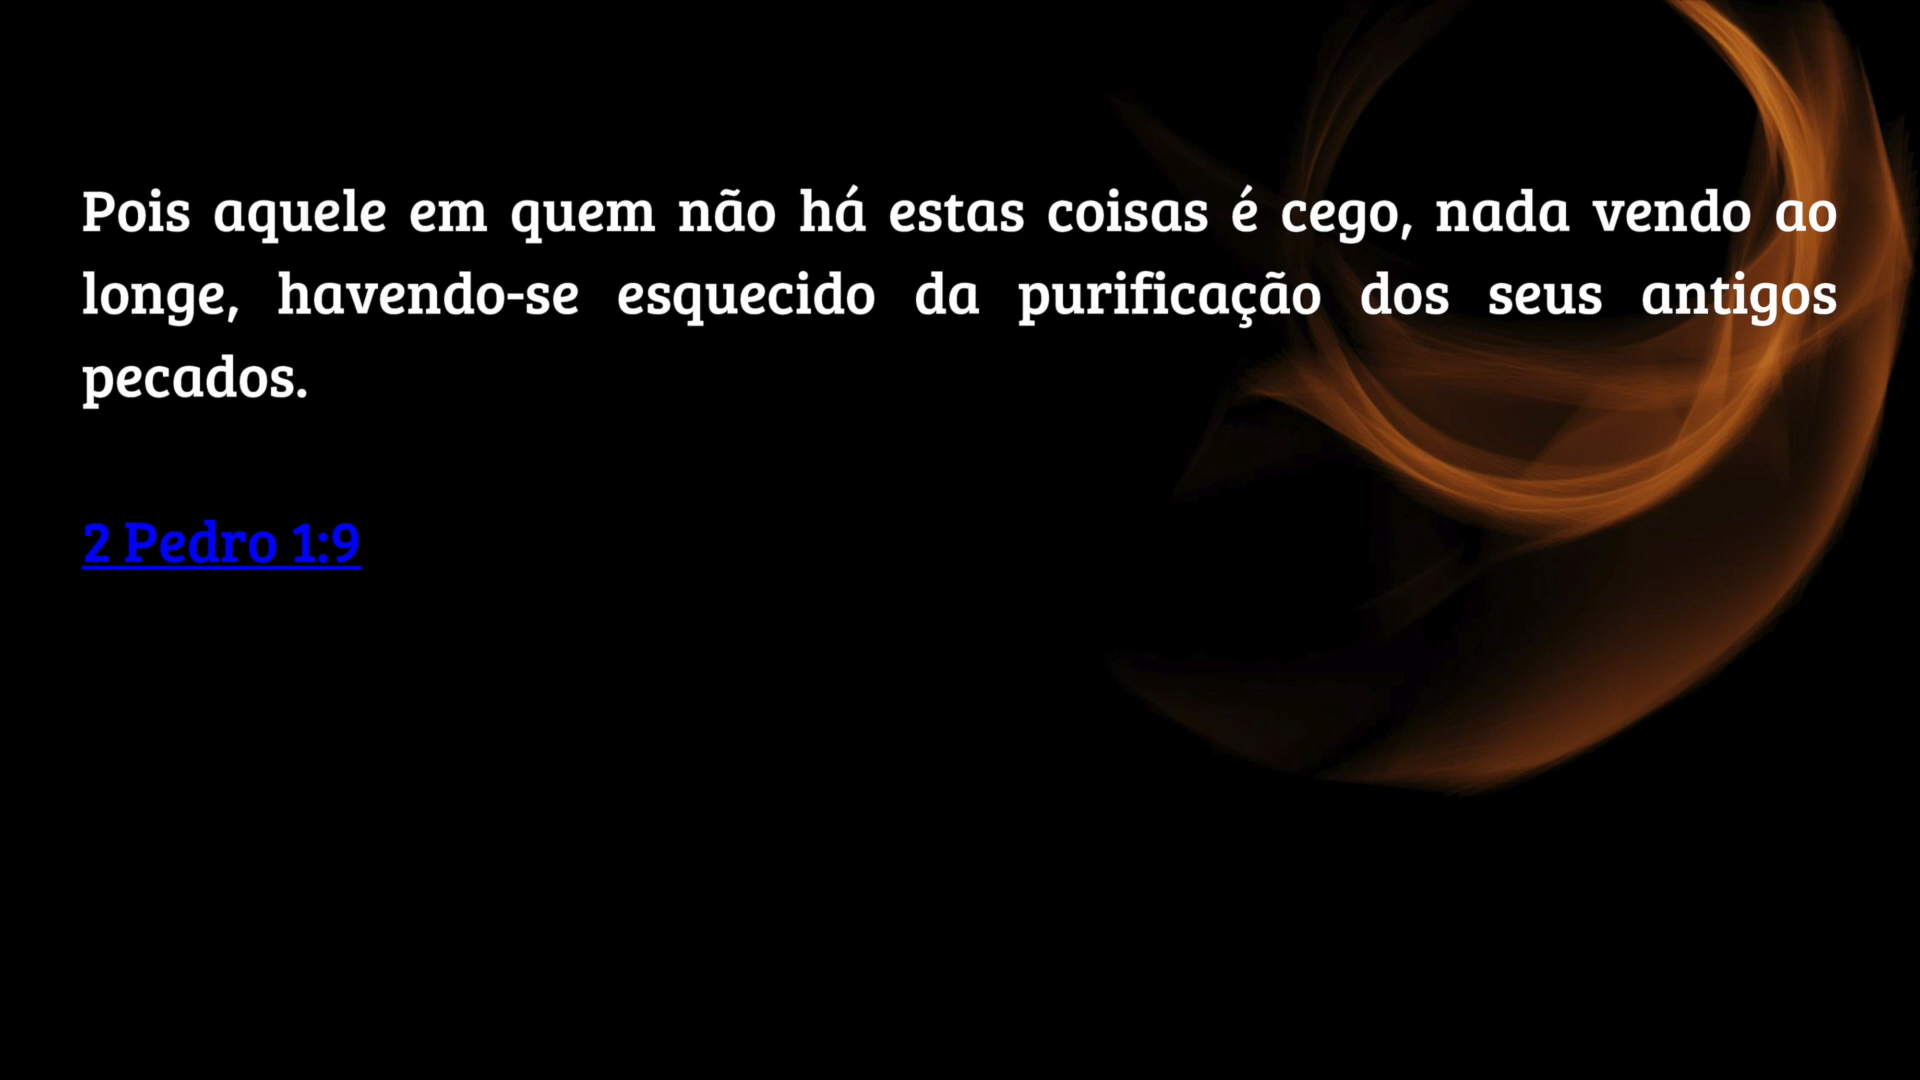 Pois aquele em quem não há estas coisas é cego, nada vendo ao
longe, havendo-se esquecido da purificação dos seus antigos
pecados.
2 Pedro 1:9